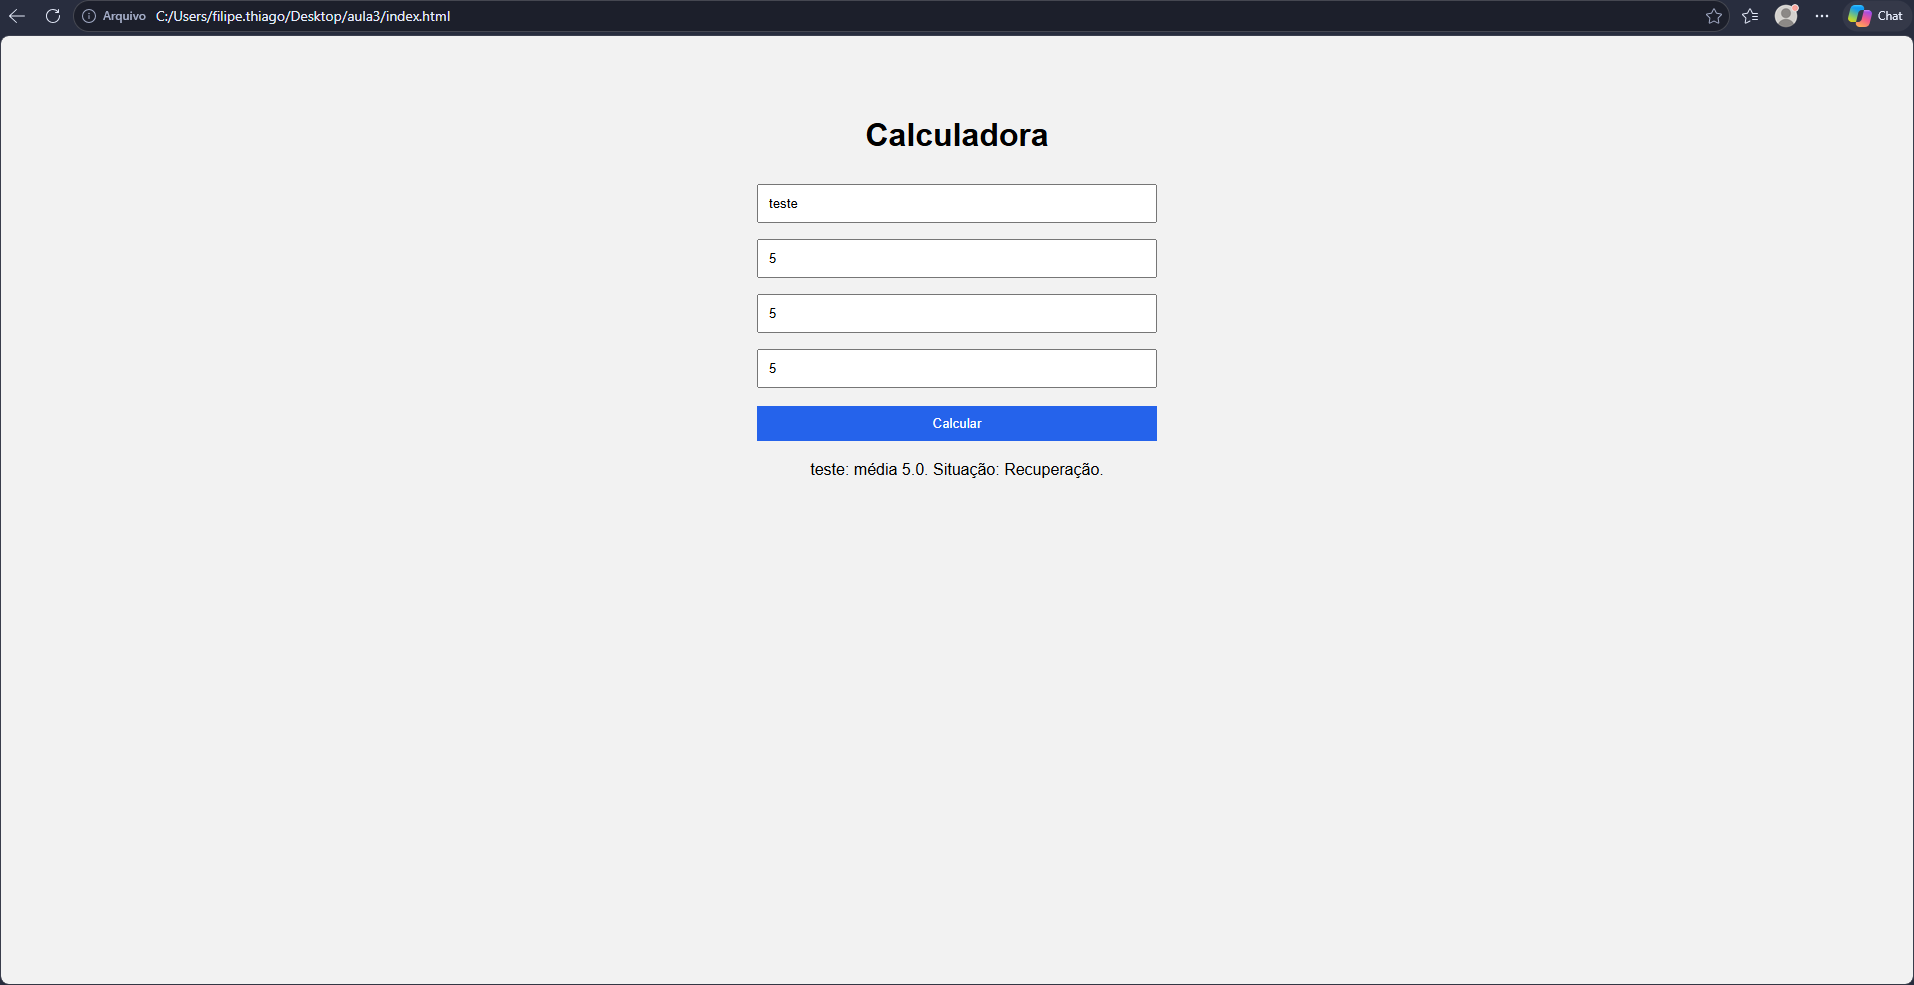 Arquivo C:/Users/filipe.thiago/Desktop/aula3/index.html Chat
Calculadora
teste
5
5
5
Calcular
teste: média 5.0. Situação: Recuperação.